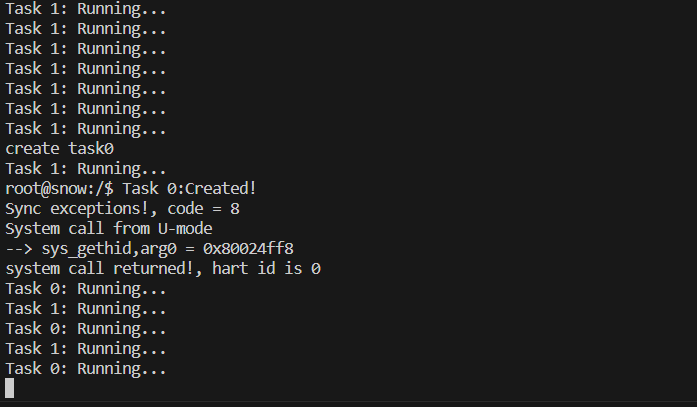 Task 1: Running...
Task 1: Running...
Task 1: Running...
Task 1: Running...
Task 1: Running...
Task 1: Running...
Task 1: Running...
create task0
Task 1: Running...
root@snow:/$ Task 0:Created!
Sync exceptions!, code = 8
System call from U-mode
--> sys_gethid,arg0 = 0x80024ff8
system call returned!, hart id is 0
Task 0: Running...
Task 1: Running...
Task 0: Running...
Task 1: Running...
Task 0: Running...